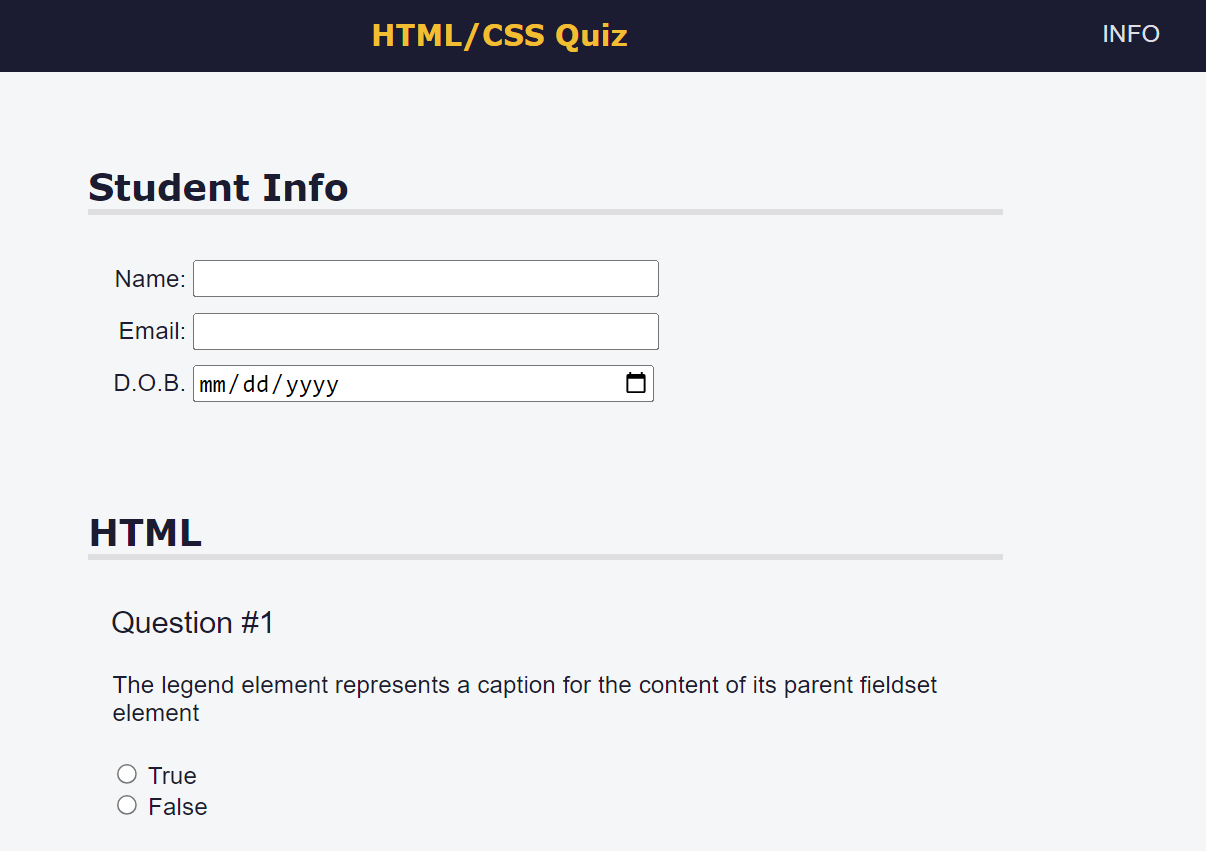 HTML/CSS Quiz
INFO
Student Info
Name:
Email:
D.O.B. mm/dd/yyyy
HTML
Question #1
The legend element represents a caption for the content of its parent fieldset
element
True
False